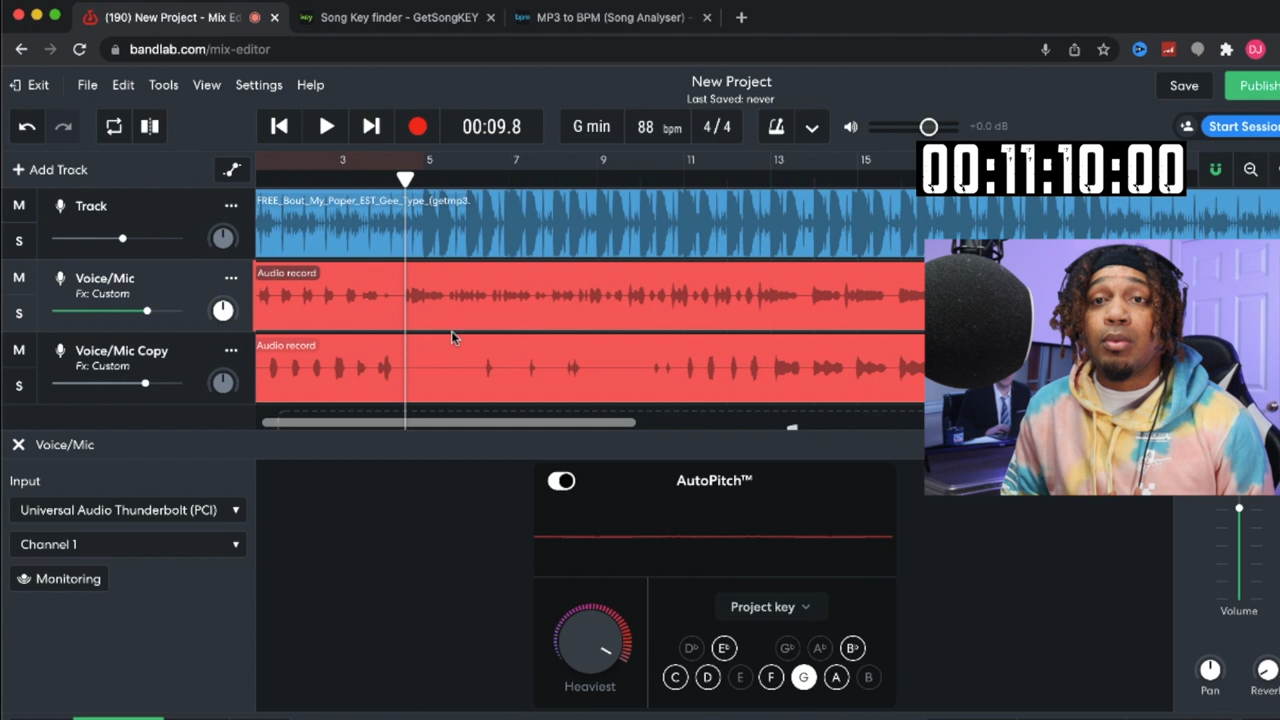 (190) New Project - Mix Ed
Song Key finder - GetSongKEY
MP3 to BPM (Song Analyser) -
bandlab.com/mix-editor
DJ
Exit File Edit Tools View Settings Help
New Project
Last Saved: never
Save
Publish
00:09.8
G min 88 bpm 4/4
+0.0 dB
Start Sessio
00:11:10:00
Add Track
3 5 7 9 11 13 15
M Track
S
FREE_Bout_My_Paper_EST_Gee_Type_(getmp3.
M Voice/Mic
Fx: Custom
S
Audio record
M Voice/Mic Copy
Fx: Custom
S
Audio record
Voice/Mic
Input
Universal Audio Thunderbolt (PCI)
Channel 1
Monitoring
AutoPitch™
Project key
Heaviest
D♭ E♭ G♭ A♭ B♭
C D E F G A B
Volume
Pan
Rever